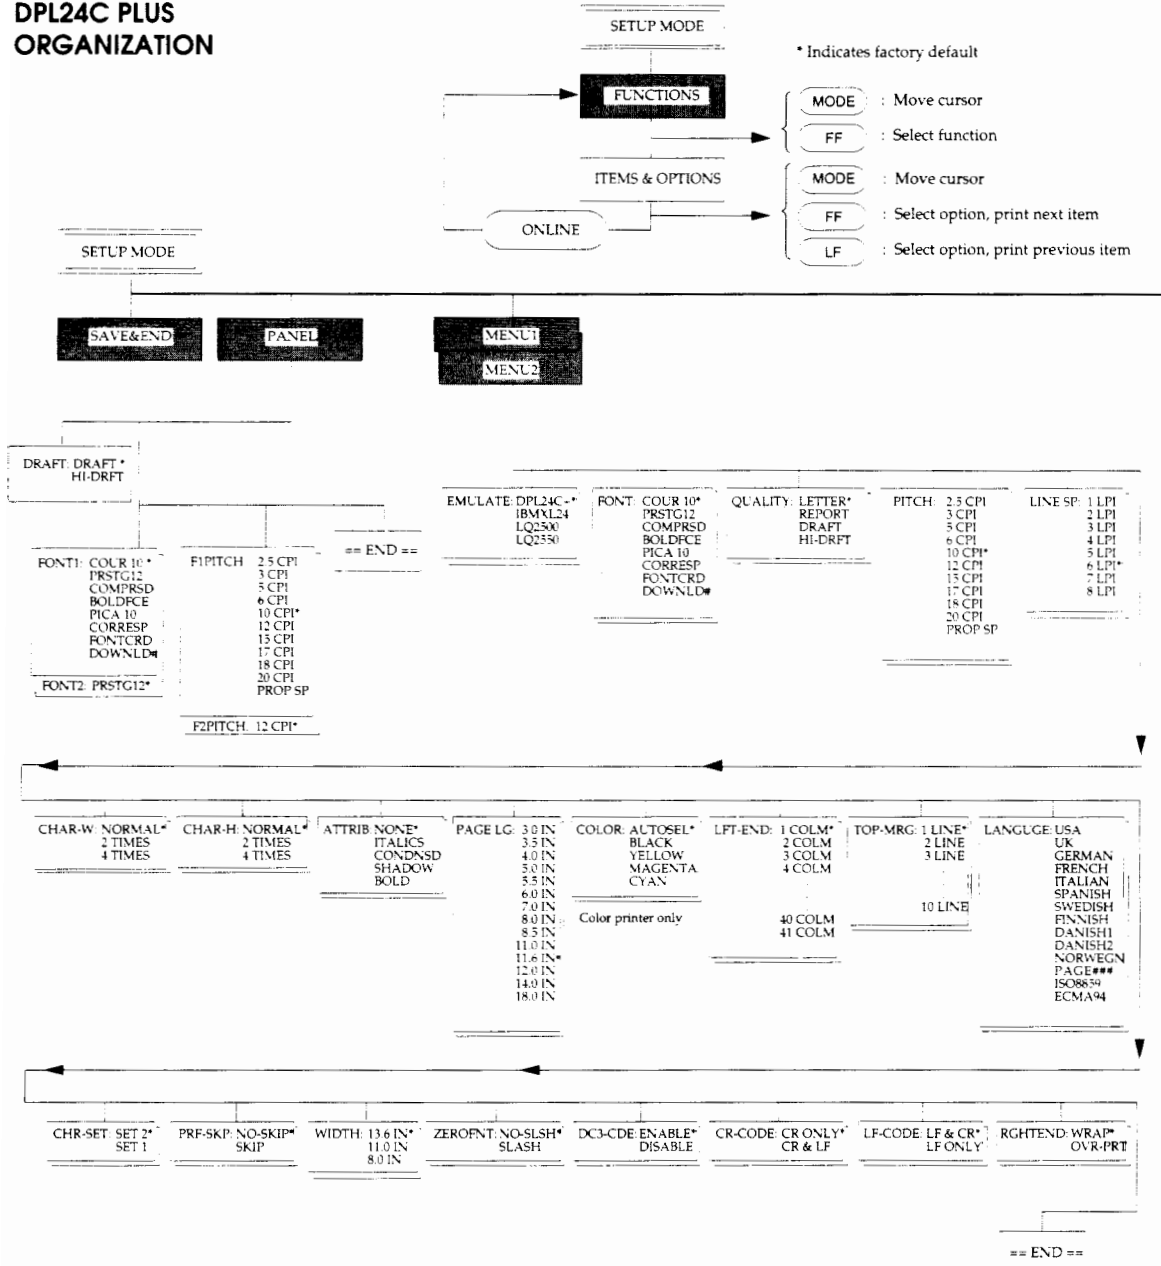 DPL24C PLUS
ORGANIZATION
SETUP MODE
* Indicates factory default
FUNCTIONS
MODE : Move cursor
FF : Select function
ITEMS & OPTIONS
MODE : Move cursor
FF : Select option, print next item
ONLINE
LF : Select option, print previous item
SETUP MODE
SAVE&END
PANEL
MENU1
MENU2
DRAFT: DRAFT *
HI-DRFT
FONT1: COUR 10 *
PRSTG12
COMPRSD
BOLDFCE
PICA 10
CORRESP
FONTCRD
DOWNLD#
FONT2: PRSTG12*
F1PITCH 2.5 CPI
3 CPI
5 CPI
6 CPI
10 CPI*
12 CPI
15 CPI
17 CPI
18 CPI
20 CPI
PROP SP
F2PITCH. 12 CPI*
== END ==
EMULATE: DPL24C+*
IBMXL24
LQ2500
LQ2550
FONT: COUR 10*
PRSTG12
COMPRSD
BOLDFCE
PICA 10
CORRESP
FONTCRD
DOWNLD#
QUALITY: LETTER*
REPORT
DRAFT
HI-DRFT
PITCH: 2.5 CPI
3 CPI
5 CPI
6 CPI
10 CPI*
12 CPI
15 CPI
17 CPI
18 CPI
20 CPI
PROP SP
LINE SP: 1 LPI
2 LPI
3 LPI
4 LPI
5 LPI
6 LPI*
7 LPI
8 LPI
CHAR-W: NORMAL*
2 TIMES
4 TIMES
CHAR-H: NORMAL*
2 TIMES
4 TIMES
ATTRIB: NONE*
ITALICS
CONDNSD
SHADOW
BOLD
PAGE LG: 3.0 IN
3.5 IN
4.0 IN
5.0 IN
5.5 IN
6.0 IN
7.0 IN
8.0 IN
8.5 IN
11.0 IN
11.6 IN*
12.0 IN
14.0 IN
18.0 IN
COLOR: AUTOSEL*
BLACK
YELLOW
MAGENTA
CYAN
Color printer only
LFT-END: 1 COLM*
2 COLM
3 COLM
4 COLM
40 COLM
41 COLM
TOP-MRG: 1 LINE*
2 LINE
3 LINE
10 LINE
LANGUGE: USA
UK
GERMAN
FRENCH
ITALIAN
SPANISH
SWEDISH
FINNISH
DANISH1
DANISH2
NORWEGN
PAGE###
ISO8859
ECMA94
CHR-SET: SET 2*
SET 1
PRF-SKP: NO-SKIP*
SKIP
WIDTH: 13.6 IN*
11.0 IN
8.0 IN
ZEROFNT: NO-SLSH*
SLASH
DC3-CDE: ENABLE*
DISABLE
CR-CODE: CR ONLY*
CR & LF
LF-CODE: LF & CR*
LF ONLY
RGHTEND: WRAP*
OVR-PRT
== END ==